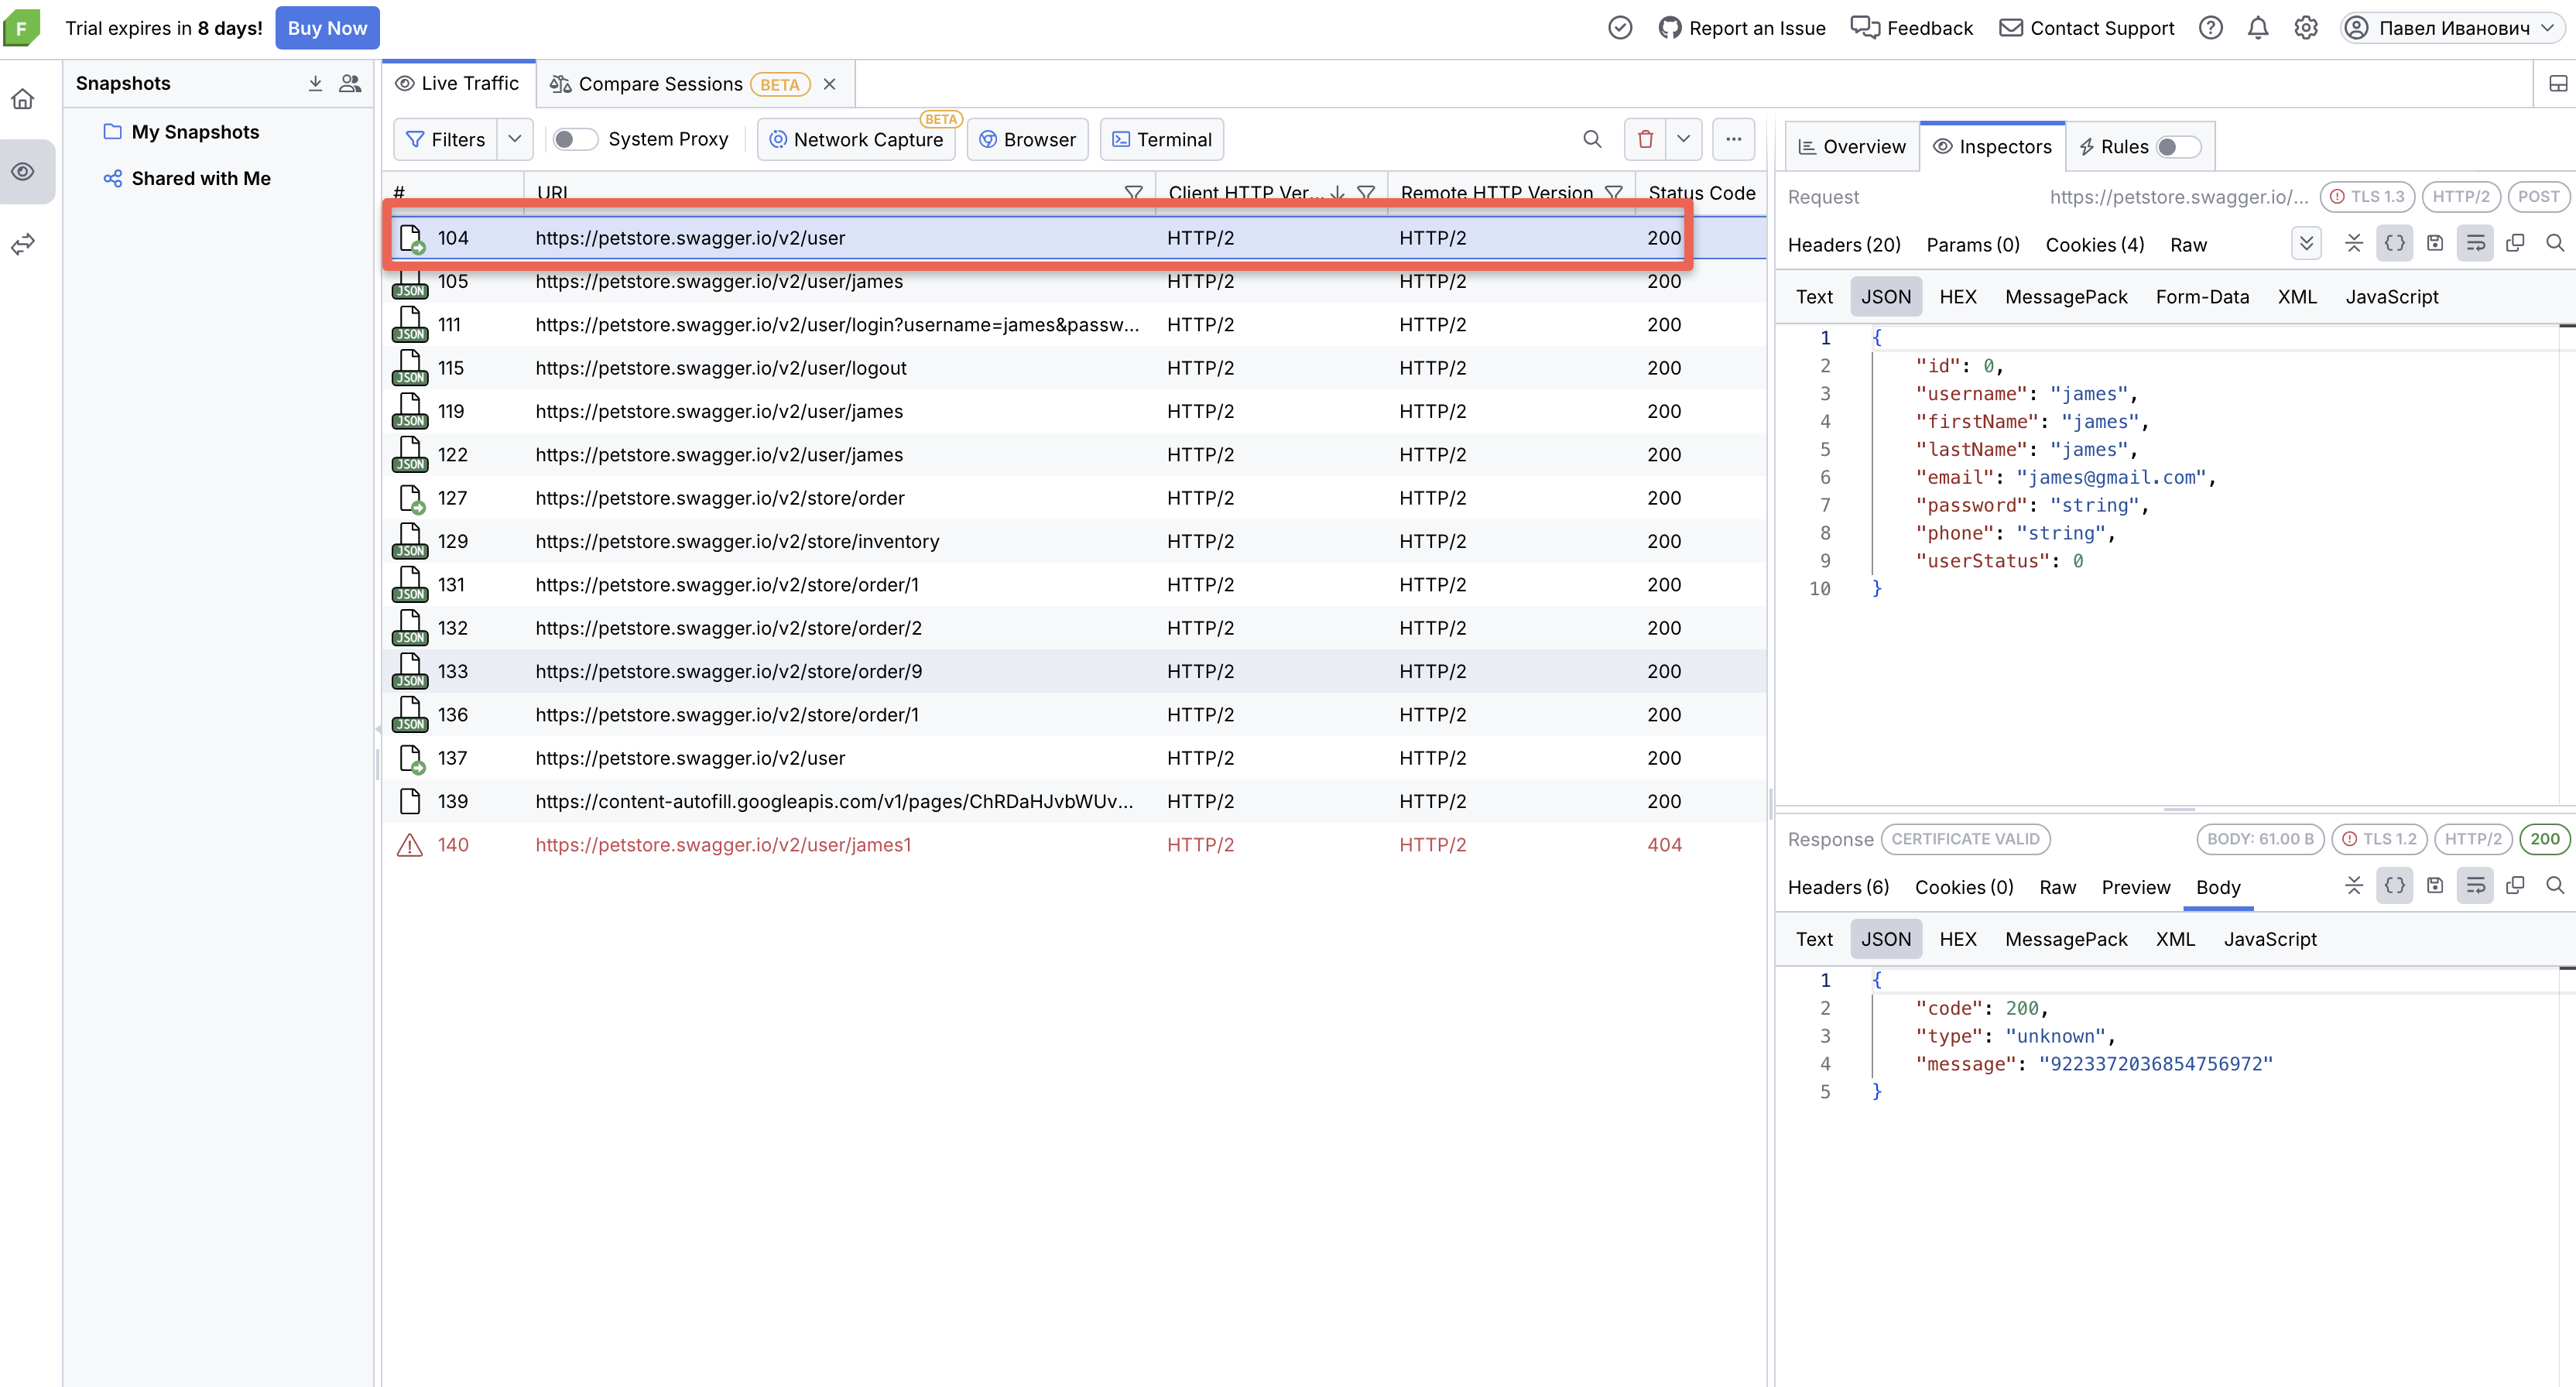 F Trial expires in 8 days! Buy Now Report an Issue Feedback Contact Support Павел Иванович
Snapshots
My Snapshots
Shared with Me
Live Traffic Compare Sessions BETA
Filters System Proxy Network Capture BETA Browser Terminal
# URL Client HTTP Ver... Remote HTTP Version Status Code
104 https://petstore.swagger.io/v2/user HTTP/2 HTTP/2 200
JSON 105 https://petstore.swagger.io/v2/user/james HTTP/2 HTTP/2 200
JSON 111 https://petstore.swagger.io/v2/user/login?username=james&passw... HTTP/2 HTTP/2 200
JSON 115 https://petstore.swagger.io/v2/user/logout HTTP/2 HTTP/2 200
JSON 119 https://petstore.swagger.io/v2/user/james HTTP/2 HTTP/2 200
JSON 122 https://petstore.swagger.io/v2/user/james HTTP/2 HTTP/2 200
127 https://petstore.swagger.io/v2/store/order HTTP/2 HTTP/2 200
JSON 129 https://petstore.swagger.io/v2/store/inventory HTTP/2 HTTP/2 200
JSON 131 https://petstore.swagger.io/v2/store/order/1 HTTP/2 HTTP/2 200
JSON 132 https://petstore.swagger.io/v2/store/order/2 HTTP/2 HTTP/2 200
JSON 133 https://petstore.swagger.io/v2/store/order/9 HTTP/2 HTTP/2 200
JSON 136 https://petstore.swagger.io/v2/store/order/1 HTTP/2 HTTP/2 200
137 https://petstore.swagger.io/v2/user HTTP/2 HTTP/2 200
139 https://content-autofill.googleapis.com/v1/pages/ChRDaHJvbWUv... HTTP/2 HTTP/2 200
140 https://petstore.swagger.io/v2/user/james1 HTTP/2 HTTP/2 404
Overview Inspectors Rules
Request https://petstore.swagger.io/... TLS 1.3 HTTP/2 POST
Headers (20) Params (0) Cookies (4) Raw
Text JSON HEX MessagePack Form-Data XML JavaScript
1 {
2 "id": 0,
3 "username": "james",
4 "firstName": "james",
5 "lastName": "james",
6 "email": "james@gmail.com",
7 "password": "string",
8 "phone": "string",
9 "userStatus": 0
10 }
Response CERTIFICATE VALID BODY: 61.00 B TLS 1.2 HTTP/2 200
Headers (6) Cookies (0) Raw Preview Body
Text JSON HEX MessagePack XML JavaScript
1 {
2 "code": 200,
3 "type": "unknown",
4 "message": "9223372036854756972"
5 }